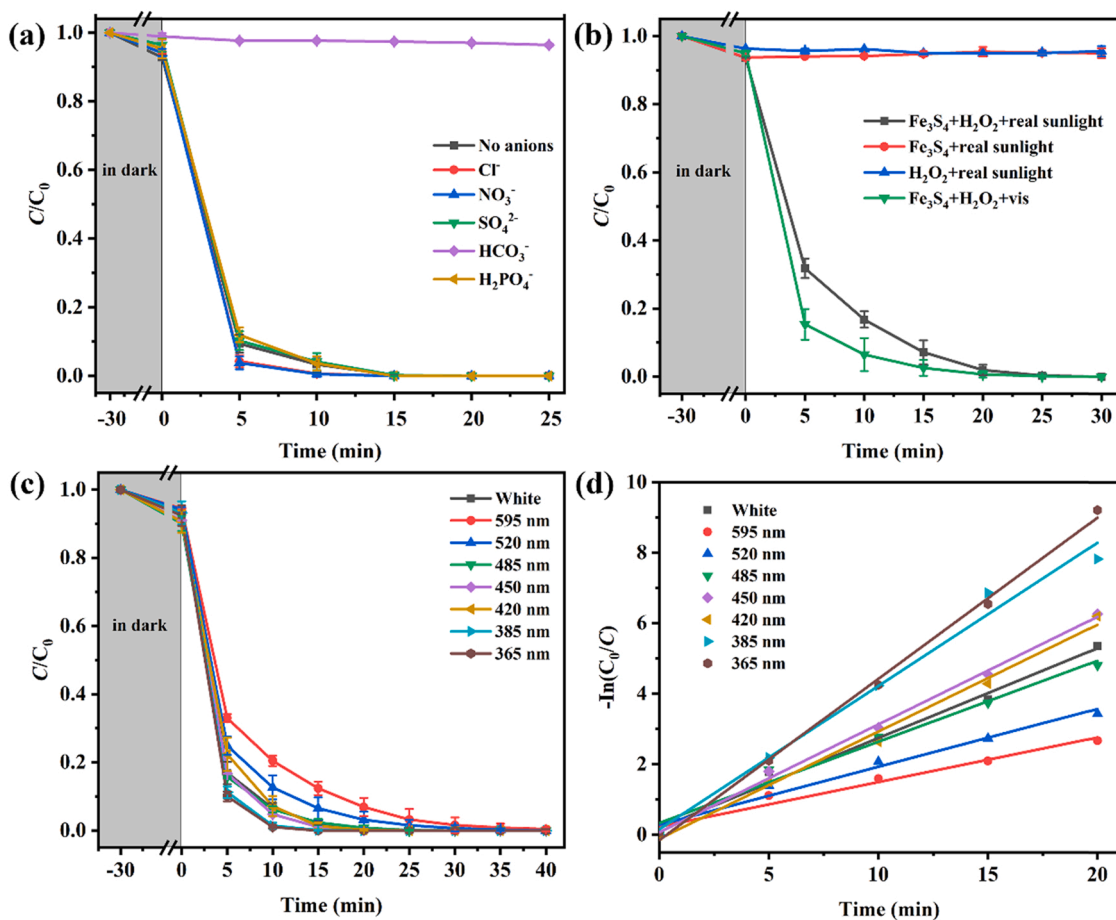 (a)
1.0
0.8
0.6
0.4
0.2
0.0
C/C₀
in dark
No anions
Cl⁻
NO₃⁻
SO₄²⁻
HCO₃⁻
H₂PO₄⁻
-30 0 5 10 15 20 25
Time (min)
(b)
1.0
0.8
0.6
0.4
0.2
0.0
C/C₀
in dark
Fe₃S₄+H₂O₂+real sunlight
Fe₃S₄+real sunlight
H₂O₂+real sunlight
Fe₃S₄+H₂O₂+vis
-30 0 5 10 15 20 25 30
Time (min)
(c)
1.0
0.8
0.6
0.4
0.2
0.0
C/C₀
in dark
White
595 nm
520 nm
485 nm
450 nm
420 nm
385 nm
365 nm
-30 0 5 10 15 20 25 30 35 40
Time (min)
(d)
10
8
6
4
2
0
-In(C₀/C)
White
595 nm
520 nm
485 nm
450 nm
420 nm
385 nm
365 nm
0 5 10 15 20
Time (min)